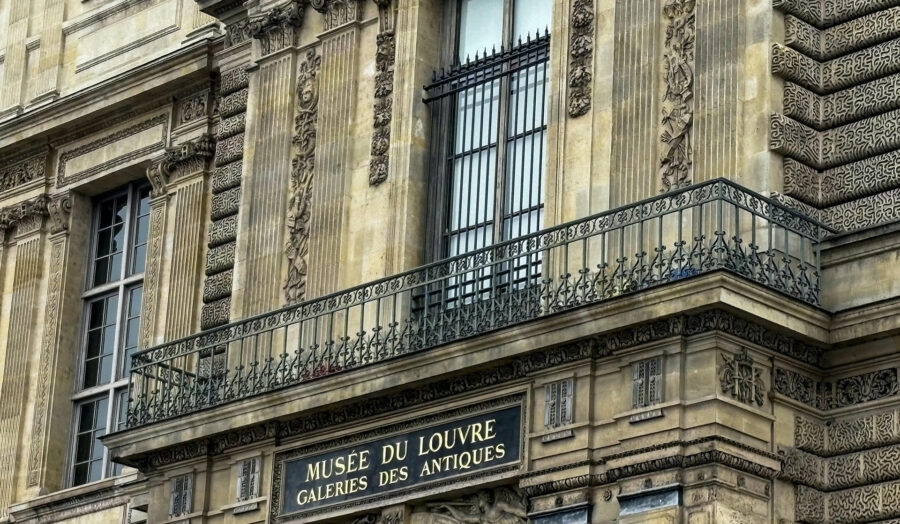 MUSÉE DU LOUVRE
GALERIES DES ANTIQUES